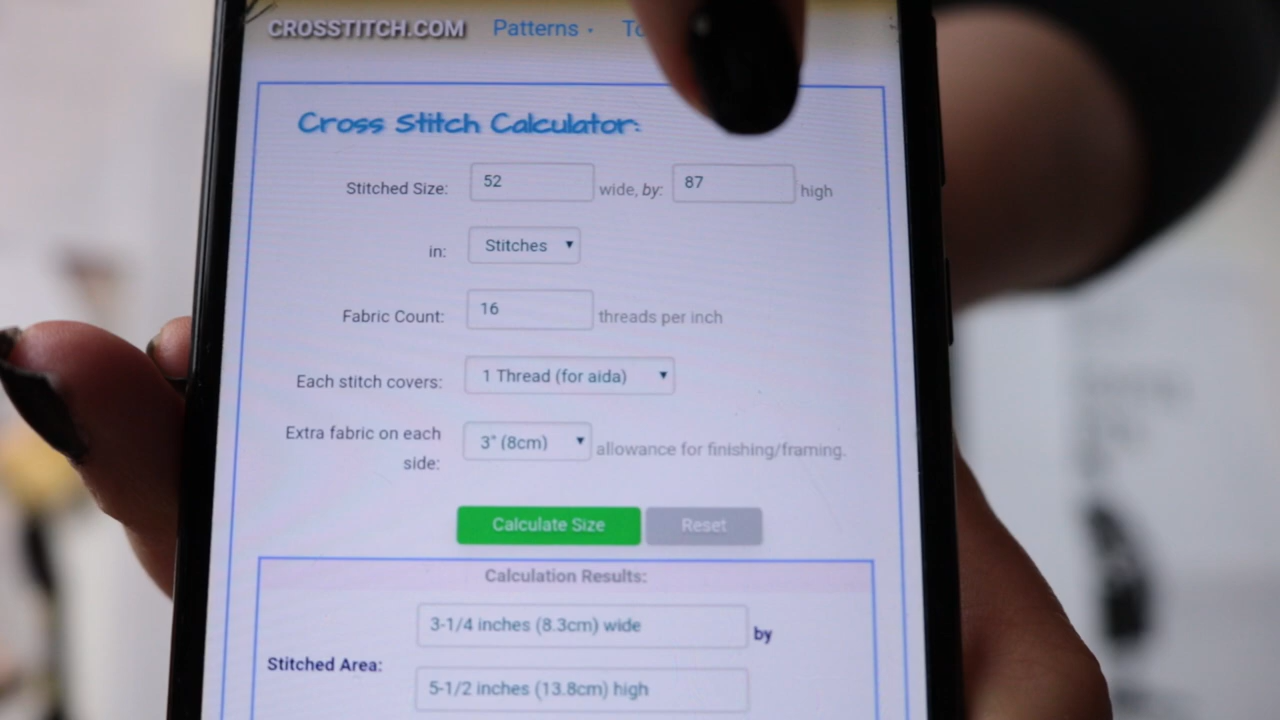 CROSSTITCH.COM Patterns
Cross Stitch Calculator:
Stitched Size: 52 wide, by: 87 high
in: Stitches
Fabric Count: 16 threads per inch
Each stitch covers: 1 Thread (for aida)
Extra fabric on each side: 3" (8cm) allowance for finishing/framing.
Calculate Size Reset
Calculation Results:
3-1/4 inches (8.3cm) wide by
Stitched Area:
5-1/2 inches (13.8cm) high